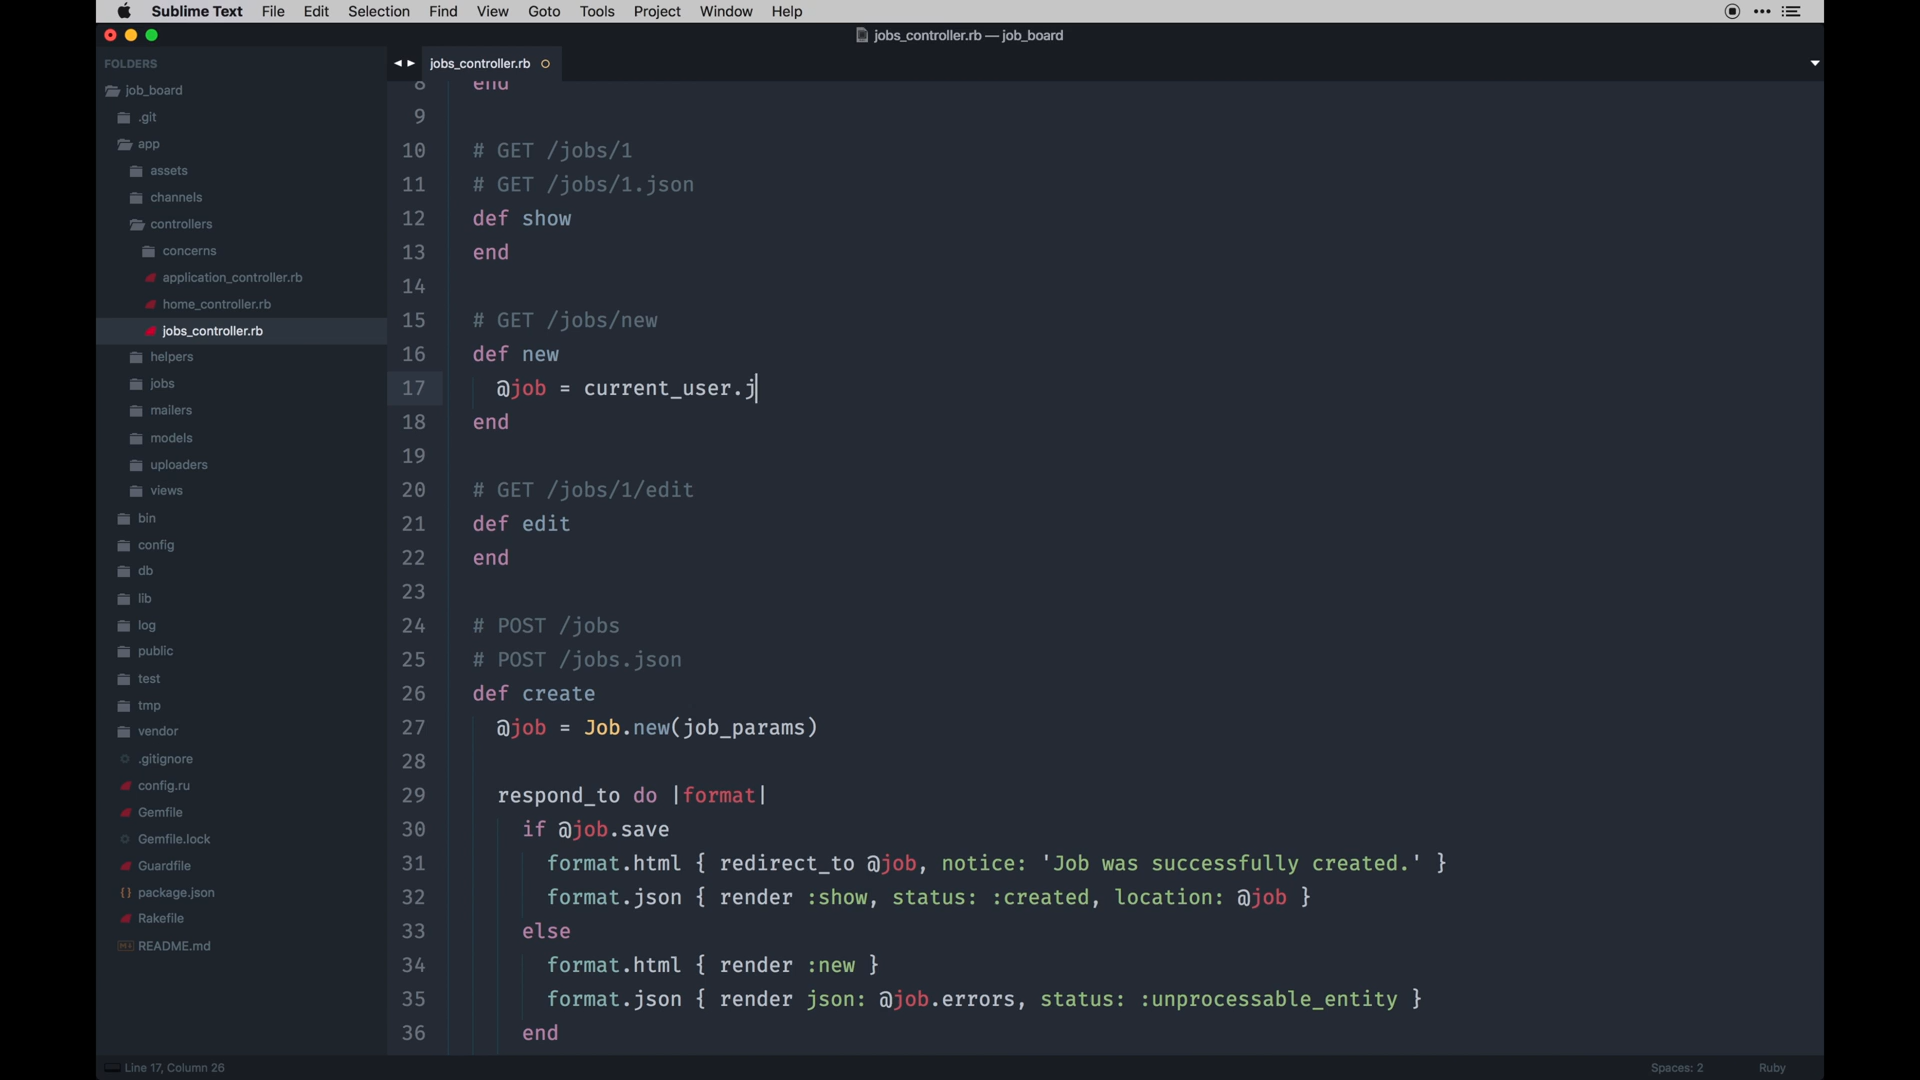 Sublime Text File Edit Selection Find View Goto Tools Project Window Help
jobs_controller.rb — job_board
FOLDERS
job_board
.git
app
assets
channels
controllers
concerns
application_controller.rb
home_controller.rb
jobs_controller.rb
helpers
jobs
mailers
models
uploaders
views
bin
config
db
lib
log
public
test
tmp
vendor
.gitignore
config.ru
Gemfile
Gemfile.lock
Guardfile
package.json
Rakefile
README.md
jobs_controller.rb
8 end
9
10 # GET /jobs/1
11 # GET /jobs/1.json
12 def show
13 end
14
15 # GET /jobs/new
16 def new
17 @job = current_user.j
18 end
19
20 # GET /jobs/1/edit
21 def edit
22 end
23
24 # POST /jobs
25 # POST /jobs.json
26 def create
27 @job = Job.new(job_params)
28
29 respond_to do |format|
30 if @job.save
31 format.html { redirect_to @job, notice: 'Job was successfully created.' }
32 format.json { render :show, status: :created, location: @job }
33 else
34 format.html { render :new }
35 format.json { render json: @job.errors, status: :unprocessable_entity }
36 end
Line 17, Column 26 Spaces: 2 Ruby